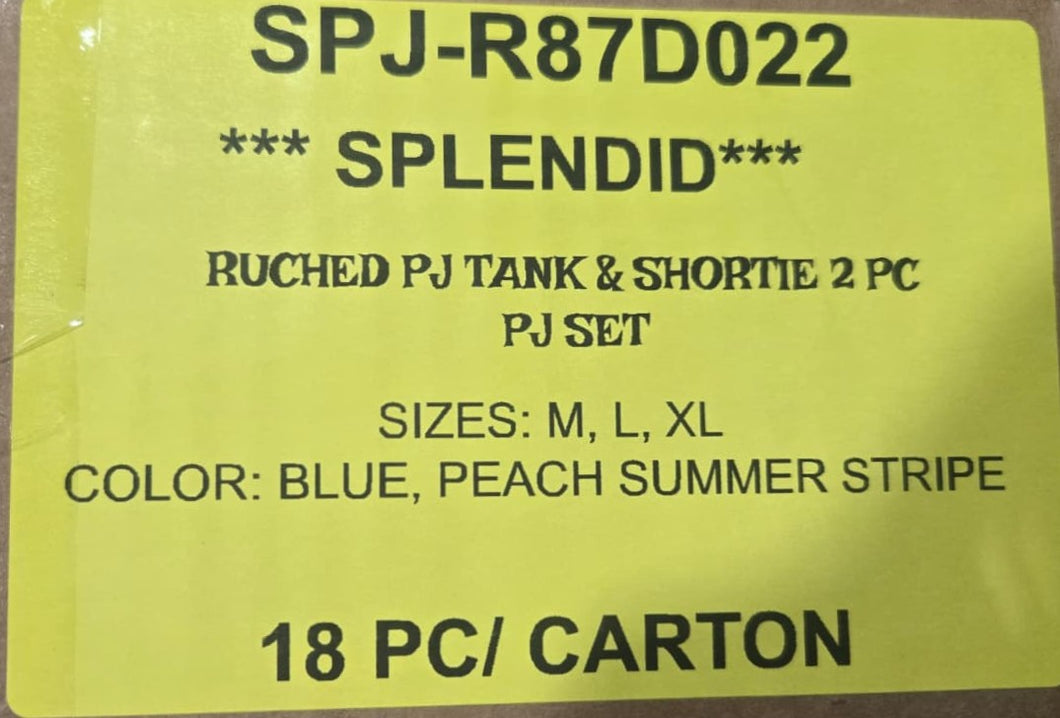 SPJ-R87D022
*** SPLENDID***
RUCHED PJ TANK & SHORTIE 2 PC
PJ SET
SIZES: M, L, XL
COLOR: BLUE, PEACH SUMMER STRIPE
18 PC/ CARTON